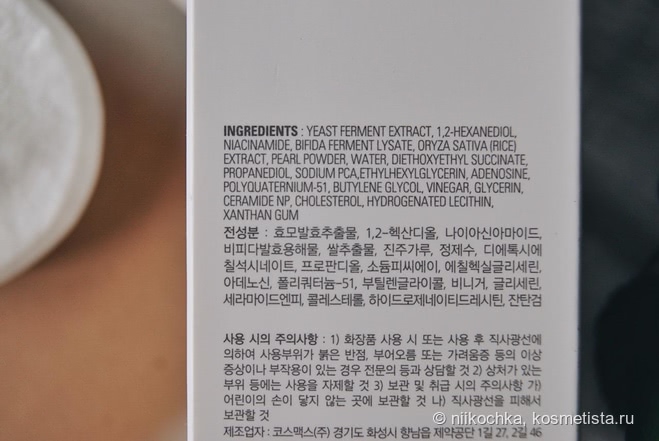 INGREDIENTS : YEAST FERMENT EXTRACT, 1,2-HEXANEDIOL,
NIACINAMIDE, BIFIDA FERMENT LYSATE, ORYZA SATIVA (RICE)
EXTRACT, PEARL POWDER, WATER, DIETHOXYETHYL SUCCINATE,
PROPANEDIOL, SODIUM PCA,ETHYLHEXYLGLYCERIN, ADENOSINE,
POLYQUATERNIUM-51, BUTYLENE GLYCOL, VINEGAR, GLYCERIN,
CERAMIDE NP, CHOLESTEROL, HYDROGENATED LECITHIN,
XANTHAN GUM
전성분 : 효모발효추출물, 1,2-헥산디올, 나이아신아마이드,
비피다발효용해물, 쌀추출물, 진주가루, 정제수, 디에톡시에
칠석시네이트, 프로판디올, 소듐피씨에이, 에칠헥실글리세린,
아데노신, 폴리쿼터늄-51, 부틸렌글라이콜, 비니거, 글리세린,
세라마이드엔피, 콜레스테롤, 하이드로제네이티드레시틴, 잔탄검
사용 시의 주의사항 : 1) 화장품 사용 시 또는 사용 후 직사광선에
의하여 사용부위가 붉은 반점, 부어오름 또는 가려움증 등의 이상
증상이나 부작용이 있는 경우 전문의 등과 상담할 것 2) 상처가 있는
부위 등에는 사용을 자제할 것 3) 보관 및 취급 시의 주의사항 가)
어린이의 손이 닿지 않는 곳에 보관할 것 나) 직사광선을 피해서
보관할 것
제조업자 : 코스맥스(주) 경기도 화성시 향남읍 제약공단 1길 27, 2길 46
© niikochka, kosmetista.ru